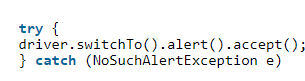 try {
driver.switchTo().alert().accept();
} catch (NoSuchAlertException e)